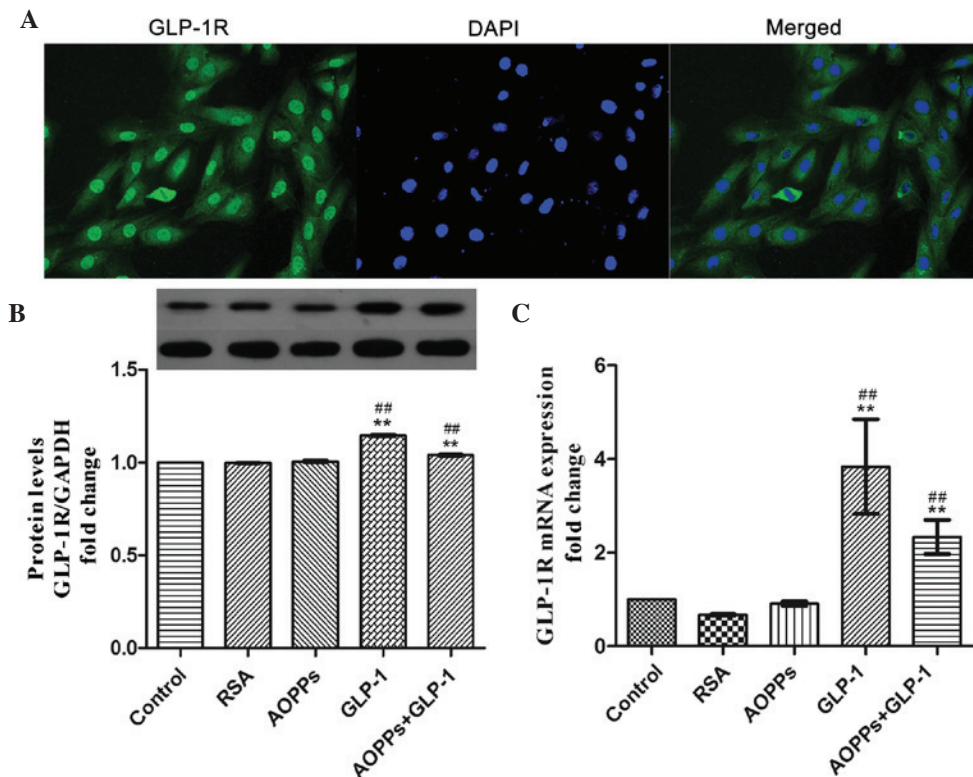 A
GLP-1R
DAPI
Merged
B
Protein levels
GLP-1R/GAPDH
fold change
1.5
1.0
0.5
0.0
##
**
##
**
Control
RSA
AOPPs
GLP-1
AOPPs+GLP-1
C
GLP-1R mRNA expression
fold change
6
4
2
0
##
**
##
**
Control
RSA
AOPPs
GLP-1
AOPPs+GLP-1